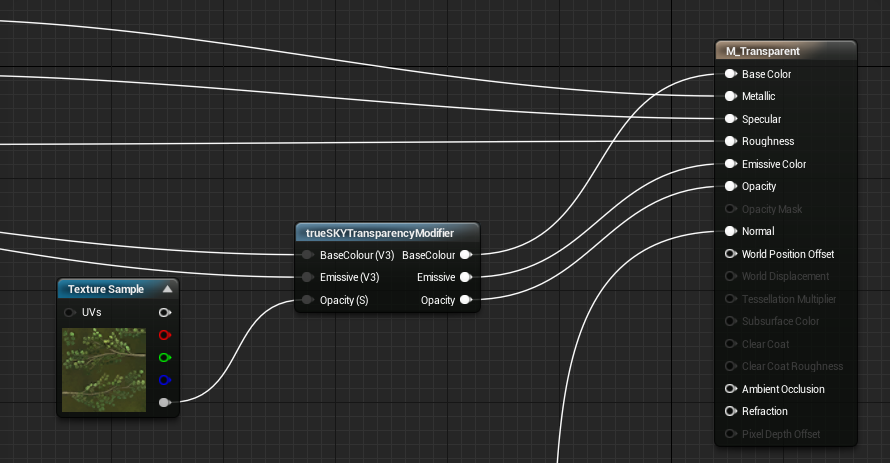 M_Transparent
Base Color
Metallic
Specular
Roughness
Emissive Color
Opacity
Opacity Mask
Normal
World Position Offset
World Displacement
Tessellation Multiplier
Subsurface Color
Clear Coat
Clear Coat Roughness
Ambient Occlusion
Refraction
Pixel Depth Offset
trueSKYTransparencyModifier
BaseColour (V3) BaseColour
Emissive (V3) Emissive
Opacity (S) Opacity
Texture Sample
UVs